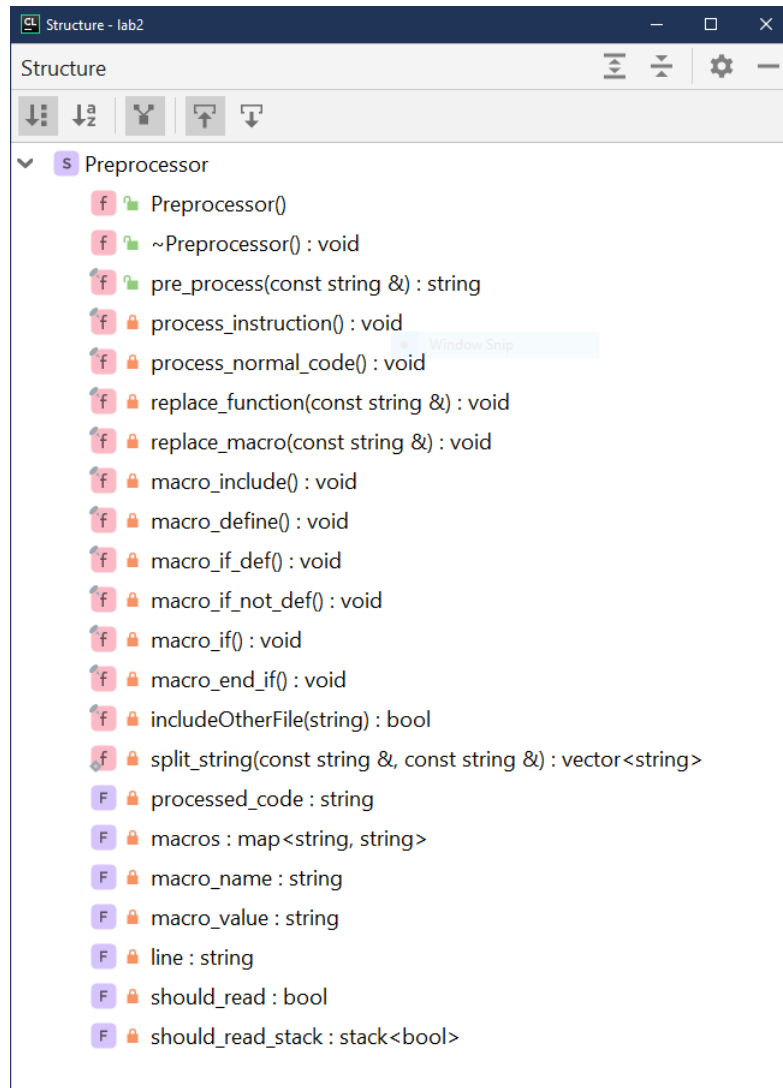 CL Structure - lab2
Structure
a z
S Preprocessor
f Preprocessor()
f ~Preprocessor() : void
f pre_process(const string &) : string
f process_instruction() : void
Window Snip
f process_normal_code() : void
f replace_function(const string &) : void
f replace_macro(const string &) : void
f macro_include() : void
f macro_define() : void
f macro_if_def() : void
f macro_if_not_def() : void
f macro_if() : void
f macro_end_if() : void
f includeOtherFile(string) : bool
f split_string(const string &, const string &) : vector<string>
F processed_code : string
F macros : map<string, string>
F macro_name : string
F macro_value : string
F line : string
F should_read : bool
F should_read_stack : stack<bool>